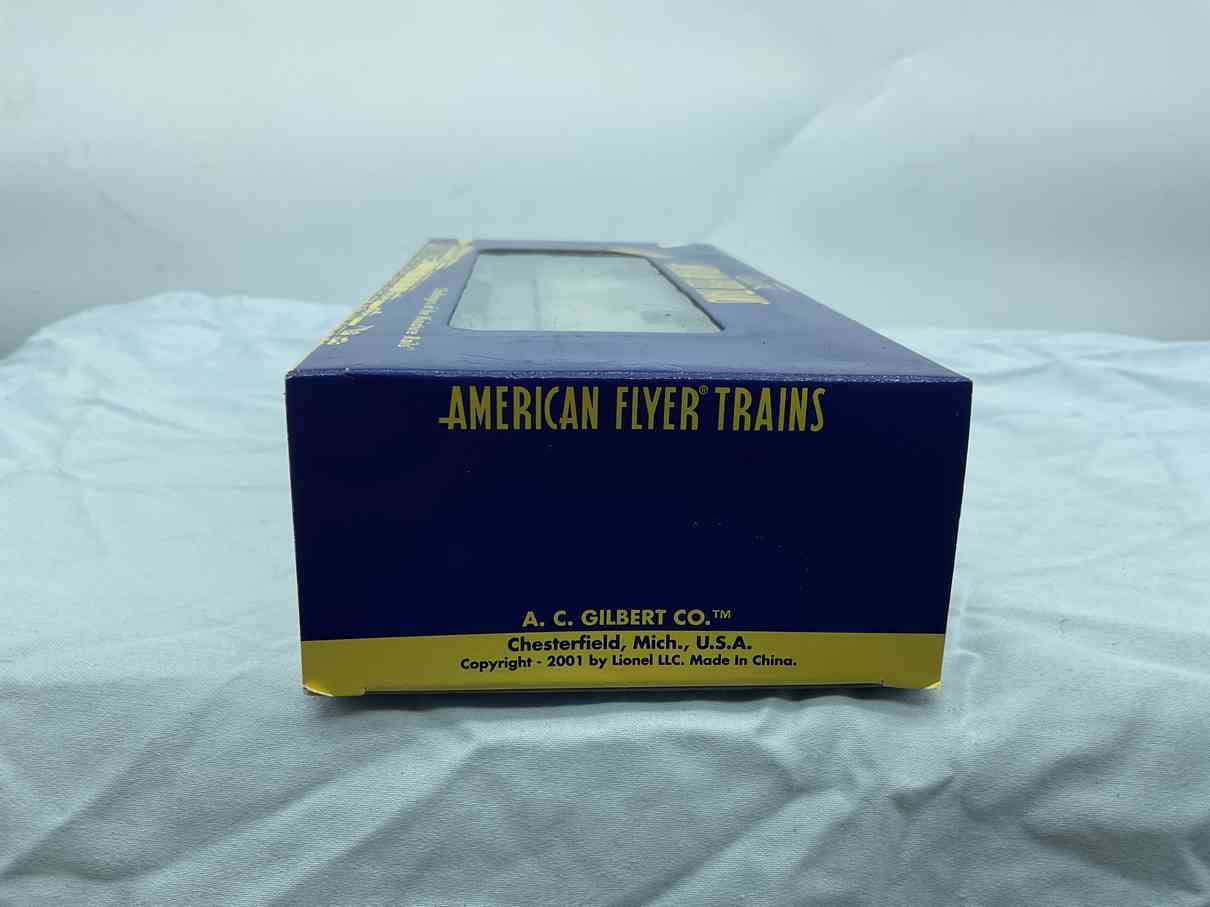 AMERICAN FLYER® TRAINS
A. C. GILBERT CO.™
Chesterfield, Mich., U.S.A.
Copyright - 2001 by Lionel LLC. Made In China.